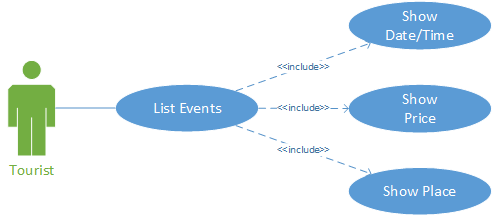 Show
Date/Time
<<include>>
List Events
<<include>>
Show
Price
<<include>>
Tourist
Show Place